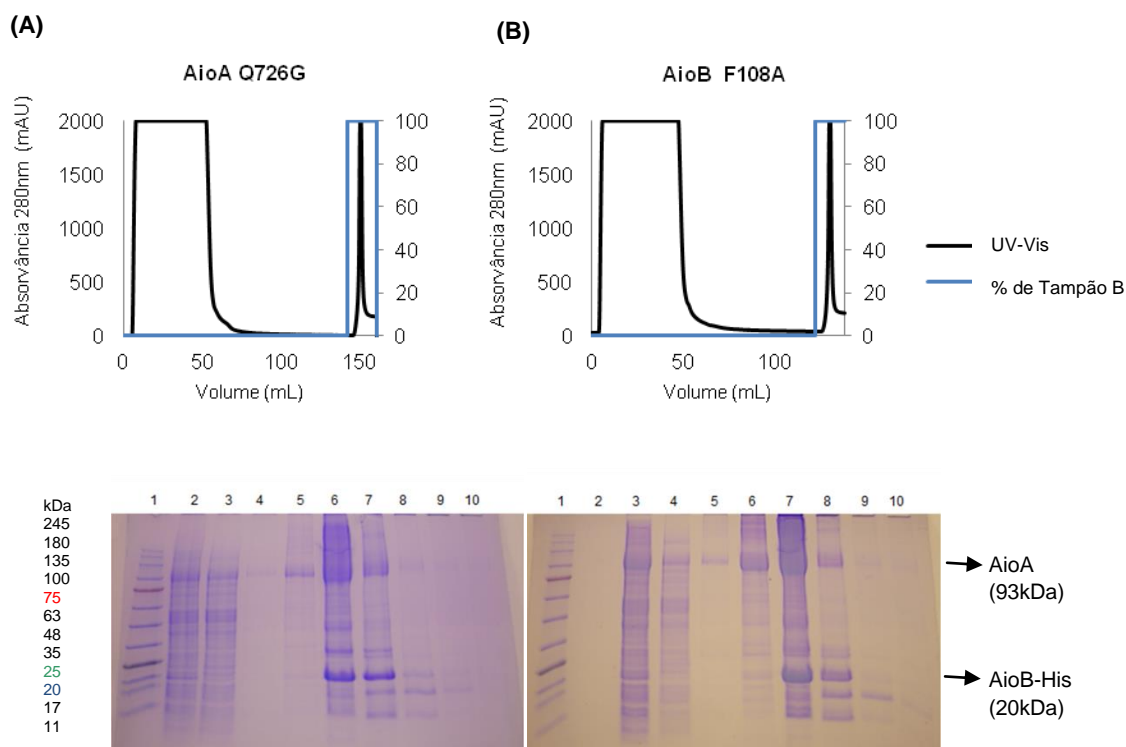 (A)
(B)
AioA Q726G
AioB F108A
Absorvância 280nm (mAU)
2000
1500
1000
500
0
100
80
60
40
20
0
0 50 100 150
Volume (mL)
Absorvância 280nm (mAU)
2000
1500
1000
500
0
100
80
60
40
20
0
0 50 100
Volume (mL)
UV-Vis
% de Tampão B
kDa
245
180
135
100
75
63
48
35
25
20
17
11
1 2 3 4 5 6 7 8 9 10
1 2 3 4 5 6 7 8 9 10
AioA
(93kDa)
AioB-His
(20kDa)